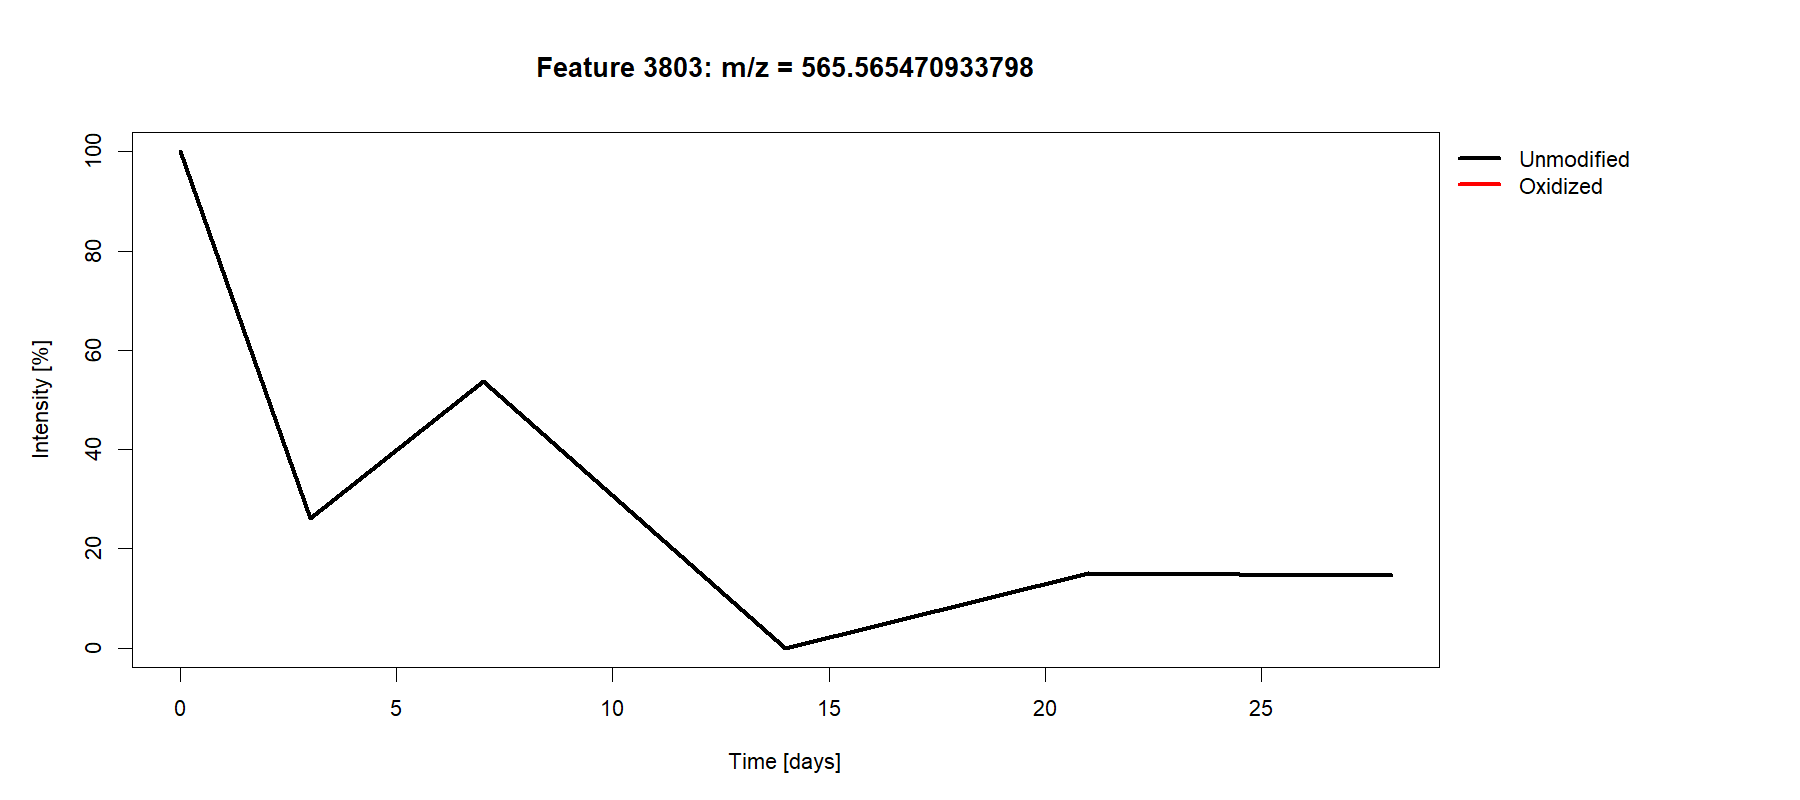 Feature 3803: m/z = 565.565470933798
Unmodified
Oxidized
Intensity [%]
100
80
60
40
20
0
0 5 10 15 20 25
Time [days]